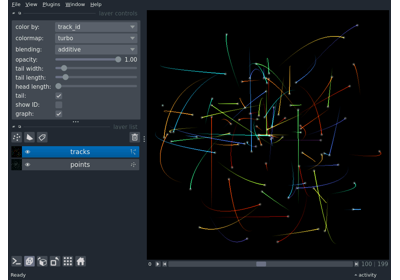 File View Plugins Window Help
layer controls
color by: track_id
colormap: turbo
blending: additive
opacity: 1.00
tail width:
tail length:
head length:
tail:
show ID:
graph:
layer list
tracks
points
100 199
Ready
activity